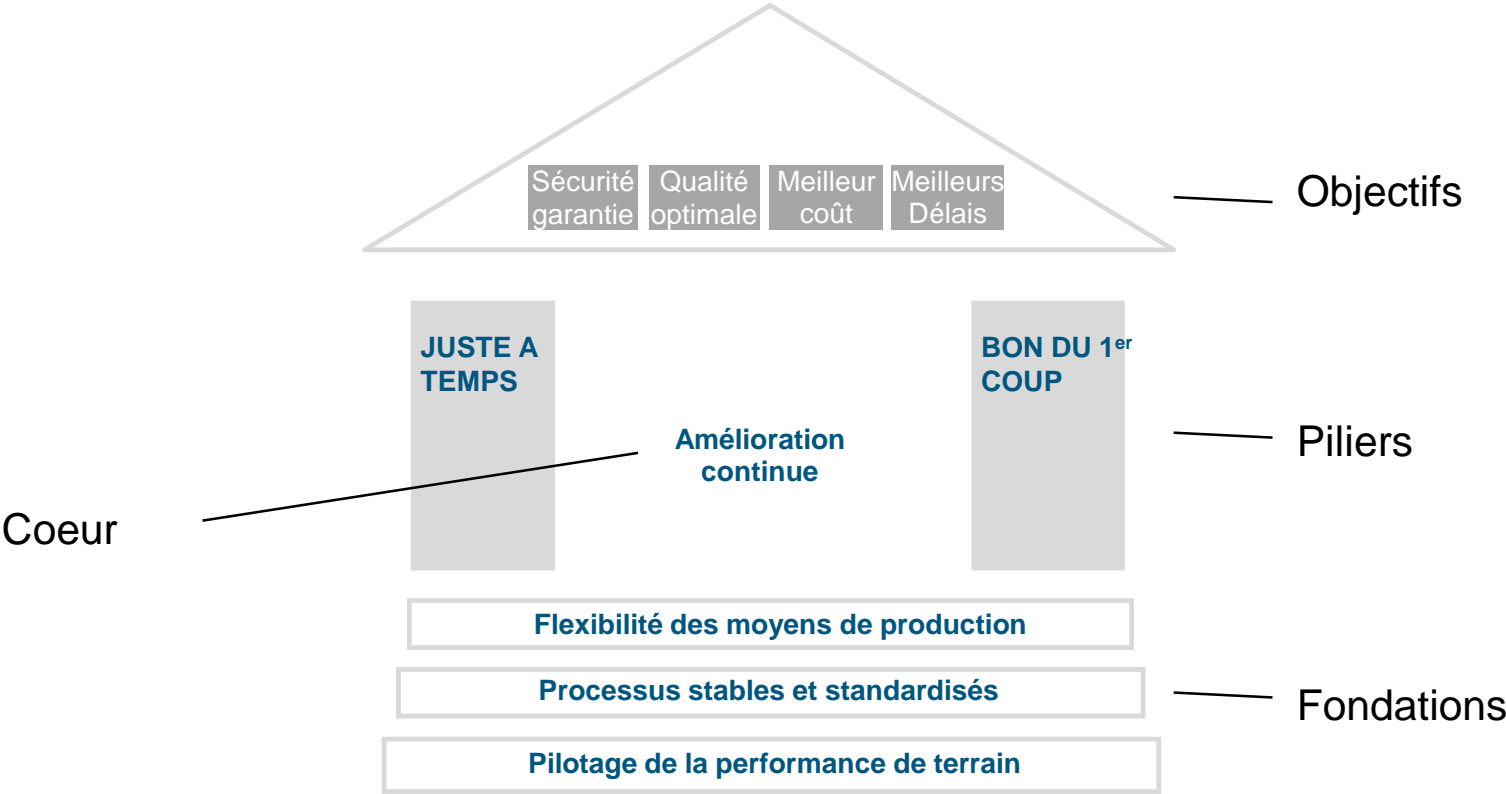 Sécurité
garantie
Qualité
optimale
Meilleur
coût
Meilleurs
Délais
Objectifs
JUSTE A
TEMPS
BON DU 1er
COUP
Amélioration
continue
Piliers
Coeur
Flexibilité des moyens de production
Processus stables et standardisés
Fondations
Pilotage de la performance de terrain